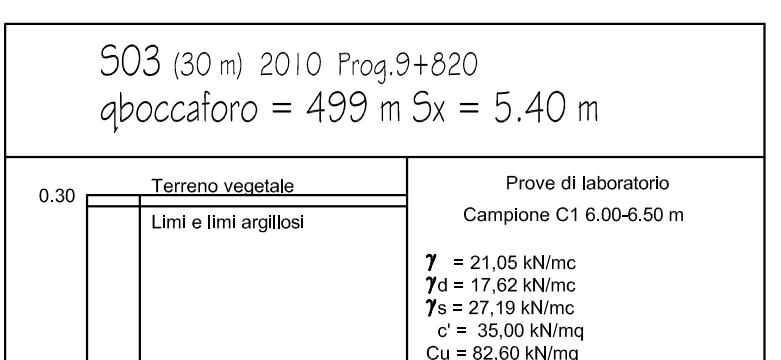 S03 (30 m) 2010 Prog.9+820
qboccaforo = 499 m Sx = 5.40 m
0.30
Terreno vegetale
Limi e limi argillosi
Prove di laboratorio
Campione C1 6.00-6.50 m
γ = 21,05 kN/mc
γd = 17,62 kN/mc
γs = 27,19 kN/mc
c' = 35,00 kN/mq
Cu = 82,60 kN/mq